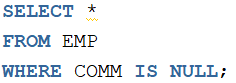 SELECT *
FROM EMP
WHERE COMM IS NULL;